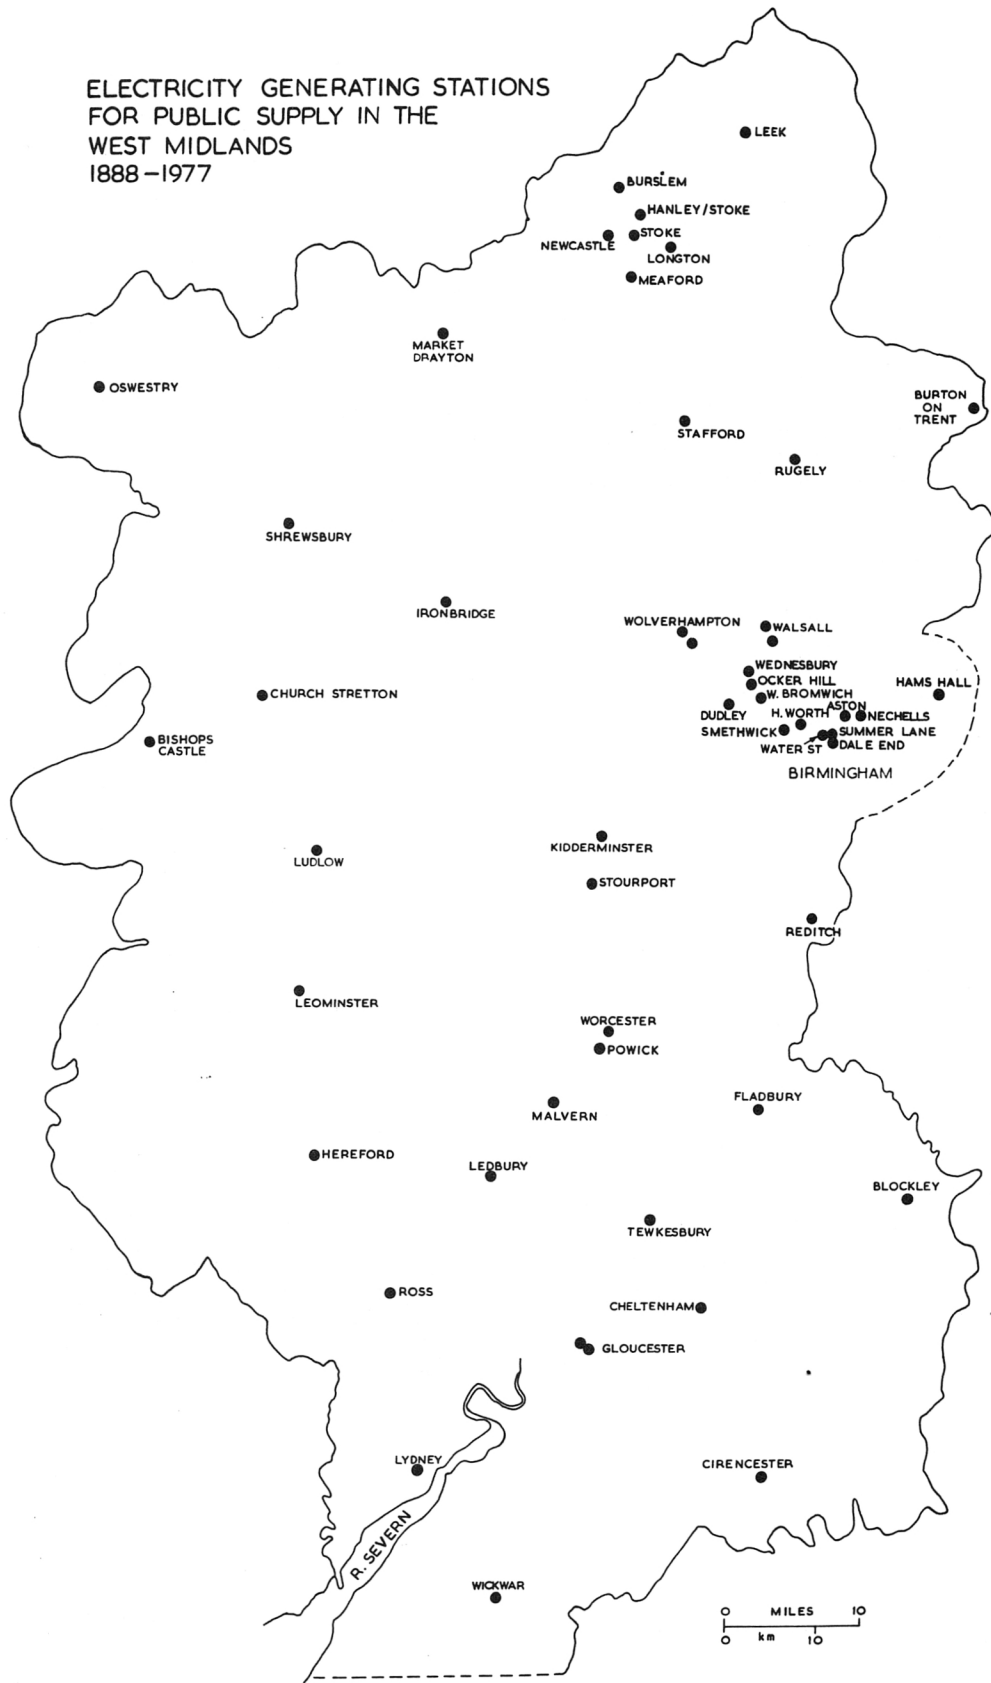 ELECTRICITY GENERATING STATIONS
FOR PUBLIC SUPPLY IN THE
WEST MIDLANDS
1888–1977
LEEK
BURSLEM
HANLEY/STOKE
NEWCASTLE
STOKE
LONGTON
MEAFORD
MARKET
DRAYTON
OSWESTRY
BURTON
ON
TRENT
STAFFORD
RUGELY
SHREWSBURY
IRONBRIDGE
WOLVERHAMPTON
WALSALL
WEDNESBURY
OCKER HILL
W. BROMWICH
HAMS HALL
CHURCH STRETTON
DUDLEY
H. WORTH
ASTON
NECHELLS
SMETHWICK
SUMMER LANE
WATER ST
DALE END
BIRMINGHAM
BISHOPS
CASTLE
KIDDERMINSTER
LUDLOW
STOURPORT
REDITCH
LEOMINSTER
WORCESTER
POWICK
FLADBURY
MALVERN
HEREFORD
LEDBURY
BLOCKLEY
TEWKESBURY
ROSS
CHELTENHAM
GLOUCESTER
LYDNEY
CIRENCESTER
R. SEVERN
WICKWAR
0 MILES 10
0 km 10